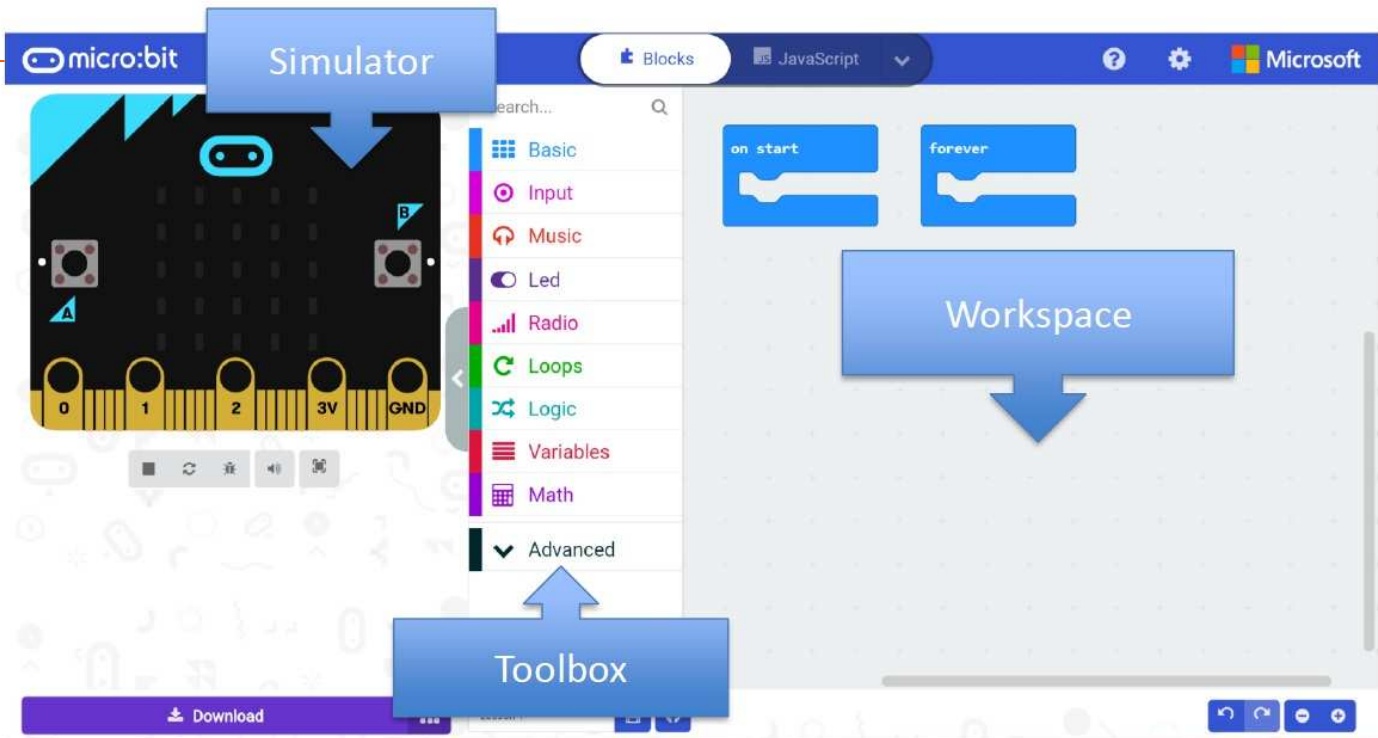 micro:bit
Simulator
Blocks
JavaScript
Microsoft
earch...
Basic
Input
Music
Led
Radio
Loops
Logic
Variables
Math
Advanced
on start
forever
Workspace
B
A
0 1 2 3V GND
Toolbox
Download